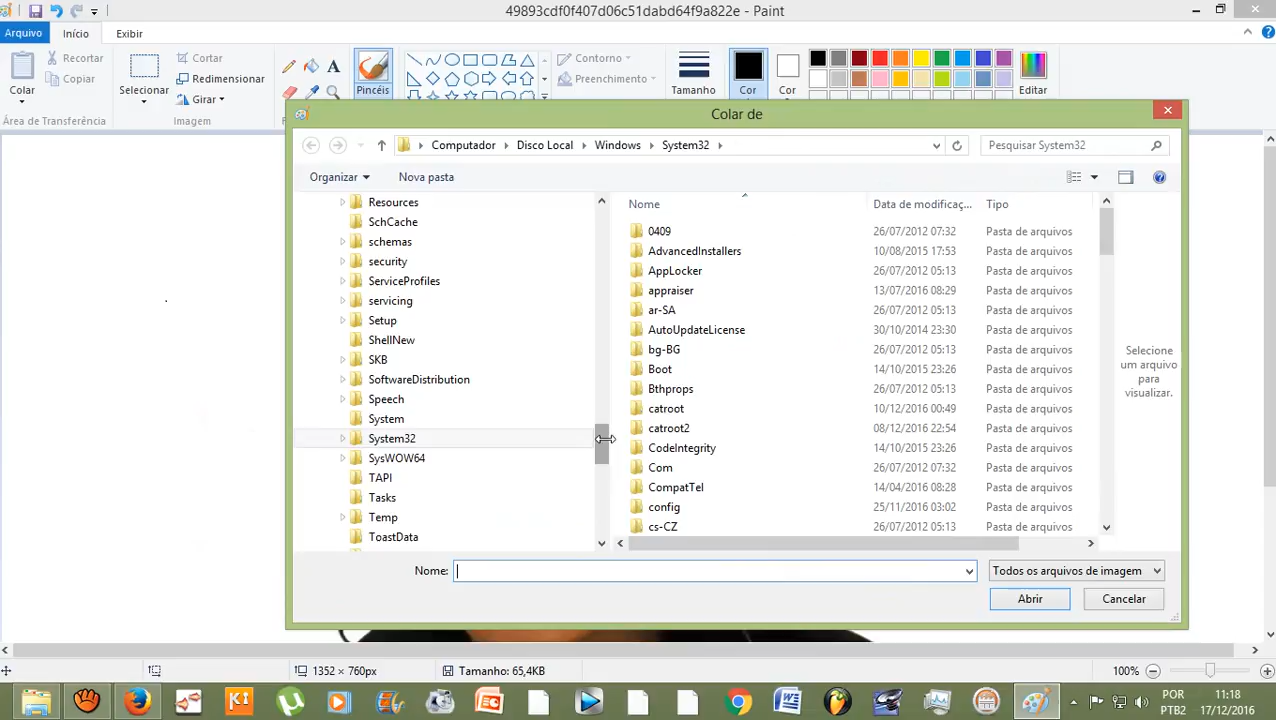 49893cdf0f407d06c51dabd64f9a822e - Paint
Arquivo Início Exibir
Recortar
Copiar
Colar
Área de Transferência
Selecionar
Cortar
Redimensionar
Girar
Imagem
A
Pincéis
Contorno
Preenchimento
Tamanho
Cor
Cor
Editar
Colar de
Computador Disco Local Windows System32
Pesquisar System32
Organizar Nova pasta
Resources
SchCache
schemas
security
ServiceProfiles
servicing
Setup
ShellNew
SKB
SoftwareDistribution
Speech
System
System32
SysWOW64
TAPI
Tasks
Temp
ToastData
Nome Data de modificaç... Tipo
0409 26/07/2012 07:32 Pasta de arquivos
AdvancedInstallers 10/08/2015 17:53 Pasta de arquivos
AppLocker 26/07/2012 05:13 Pasta de arquivos
appraiser 13/07/2016 08:29 Pasta de arquivos
ar-SA 26/07/2012 05:13 Pasta de arquivos
AutoUpdateLicense 30/10/2014 23:30 Pasta de arquivos
bg-BG 26/07/2012 05:13 Pasta de arquivos
Boot 14/10/2015 23:26 Pasta de arquivos
Bthprops 26/07/2012 05:13 Pasta de arquivos
catroot 10/12/2016 00:49 Pasta de arquivos
catroot2 08/12/2016 22:54 Pasta de arquivos
CodeIntegrity 14/10/2015 23:26 Pasta de arquivos
Com 26/07/2012 07:32 Pasta de arquivos
CompatTel 14/04/2016 08:28 Pasta de arquivos
config 25/11/2016 03:02 Pasta de arquivos
cs-CZ 26/07/2012 05:13 Pasta de arquivos
Selecione
um arquivo
para
visualizar.
Nome:
Todos os arquivos de imagem
Abrir Cancelar
1352 × 760px
Tamanho: 65,4KB
100%
POR
PTB2
11:18
17/12/2016